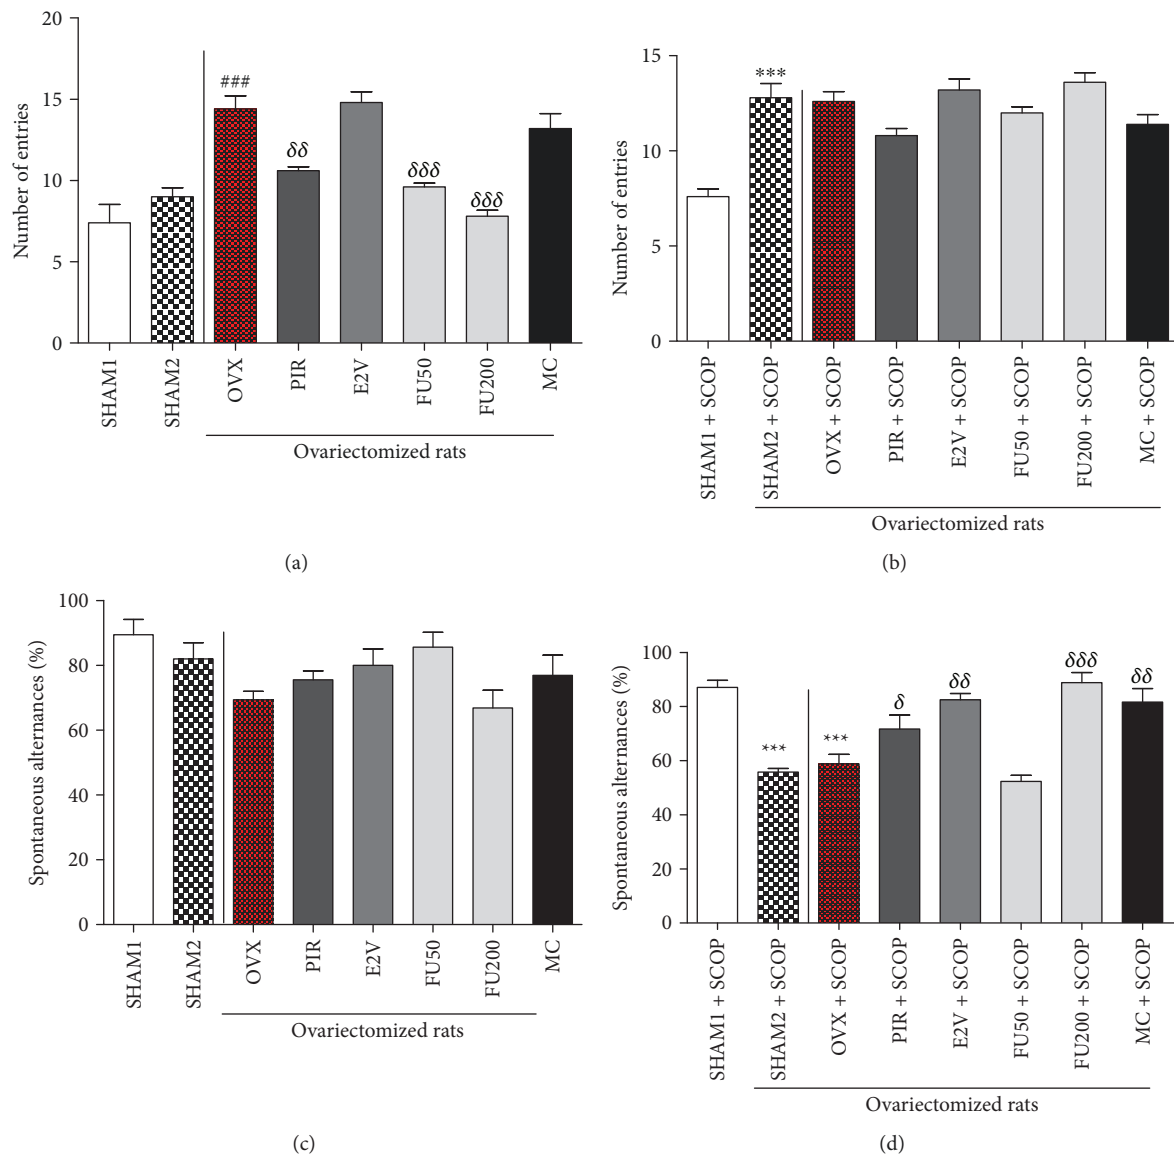 20
15
10
5
0
Number of entries
###
δδ
δδδ
δδδ
SHAM1
SHAM2
OVX
PIR
E2V
FU50
FU200
MC
Ovariectomized rats
(a)
15
10
5
0
Number of entries
***
SHAM1 + SCOP
SHAM2 + SCOP
OVX + SCOP
PIR + SCOP
E2V + SCOP
FU50 + SCOP
FU200 + SCOP
MC + SCOP
Ovariectomized rats
(b)
100
80
60
40
20
0
Spontaneous alternances (%)
SHAM1
SHAM2
OVX
PIR
E2V
FU50
FU200
MC
Ovariectomized rats
(c)
100
80
60
40
20
0
Spontaneous alternances (%)
***
***
δ
δδ
δδδ
δδ
SHAM1 + SCOP
SHAM2 + SCOP
OVX + SCOP
PIR + SCOP
E2V + SCOP
FU50 + SCOP
FU200 + SCOP
MC + SCOP
Ovariectomized rats
(d)